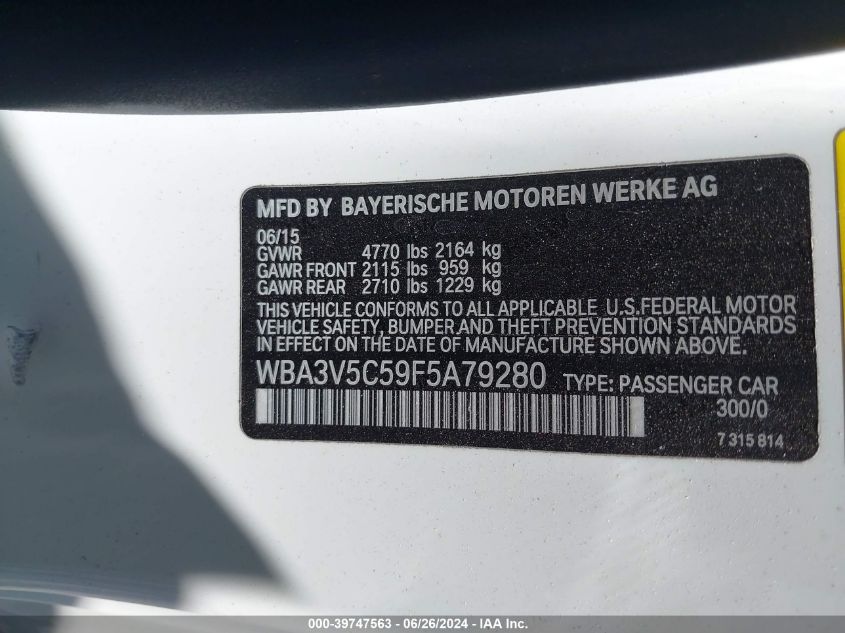 MFD BY BAYERISCHE MOTOREN WERKE AG
06/15
GVWR 4770 lbs 2164 kg
GAWR FRONT 2115 lbs 959 kg
GAWR REAR 2710 lbs 1229 kg
THIS VEHICLE CONFORMS TO ALL APPLICABLE U.S.FEDERAL MOTOR
VEHICLE SAFETY, BUMPER AND THEFT PREVENTION STANDARDS
IN EFFECT ON THE DATE OF MANUFACTURE SHOWN ABOVE.
WBA3V5C59F5A79280 TYPE: PASSENGER CAR
300/0
7 315 814
000-39747563 - 06/26/2024 - IAAI.COM